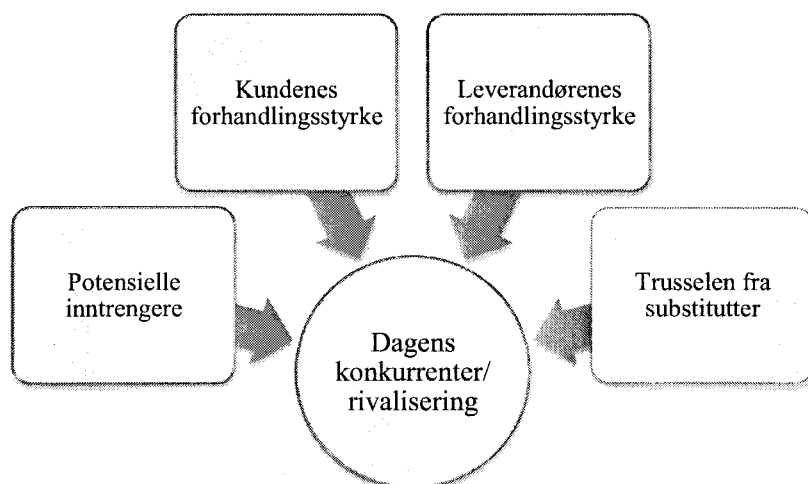 Kundenes
forhandlingsstyrke
Leverandørenes
forhandlingsstyrke
Potensielle
inntrengere
Trusselen fra
substitutter
Dagens
konkurrenter/
rivalisering